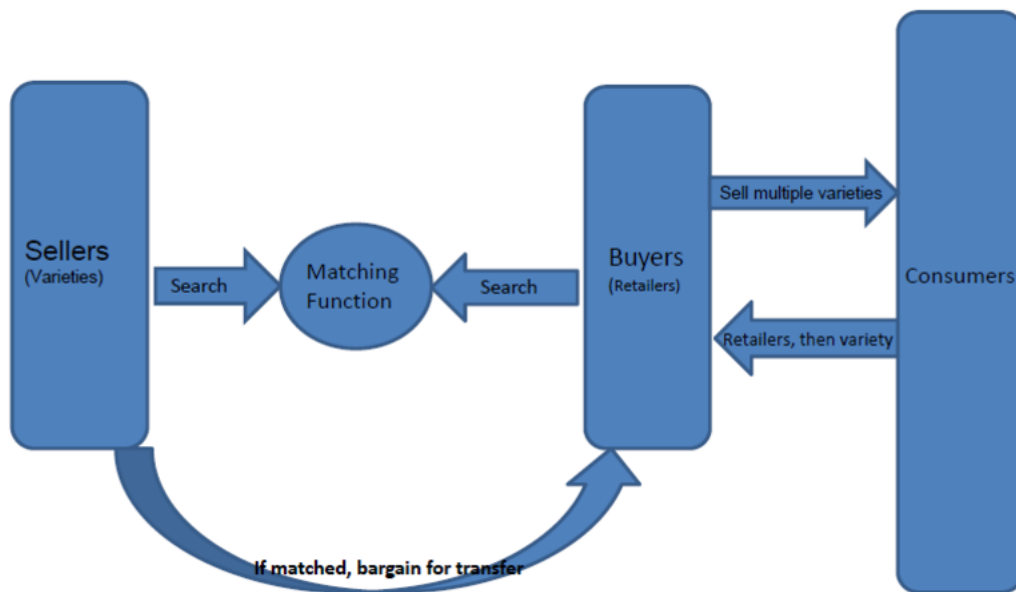 Sellers
(Varieties)
Search
Matching
Function
Search
Buyers
(Retailers)
Sell multiple varieties
Retailers, then variety
Consumers
If matched, bargain for transfer